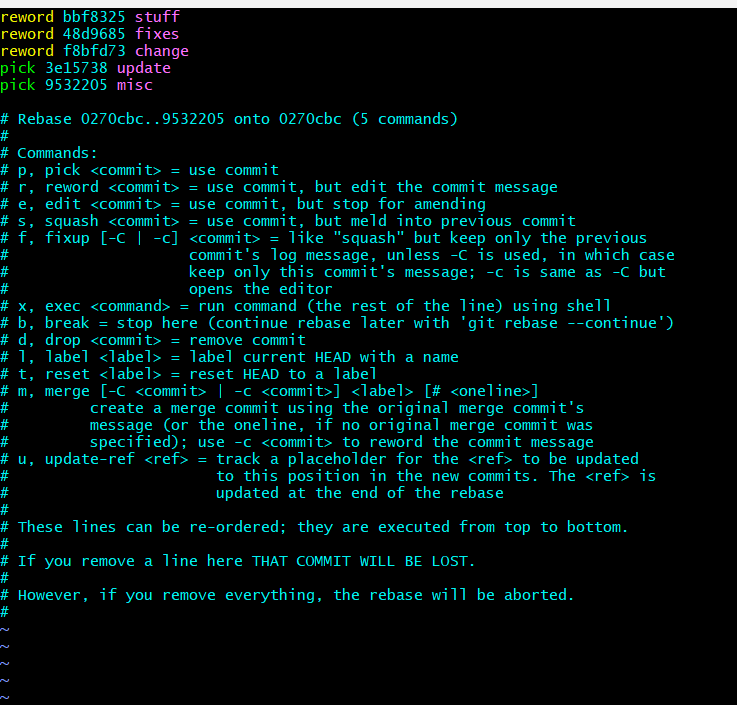 reword bbf8325 stuff
reword 48d9685 fixes
reword f8bfd73 change
pick 3e15738 update
pick 9532205 misc

# Rebase 0270cbc..9532205 onto 0270cbc (5 commands)
#
# Commands:
# p, pick <commit> = use commit
# r, reword <commit> = use commit, but edit the commit message
# e, edit <commit> = use commit, but stop for amending
# s, squash <commit> = use commit, but meld into previous commit
# f, fixup [-C | -c] <commit> = like "squash" but keep only the previous
#                    commit's log message, unless -C is used, in which case
#                    keep only this commit's message; -c is same as -C but
#                    opens the editor
# x, exec <command> = run command (the rest of the line) using shell
# b, break = stop here (continue rebase later with 'git rebase --continue')
# d, drop <commit> = remove commit
# l, label <label> = label current HEAD with a name
# t, reset <label> = reset HEAD to a label
# m, merge [-C <commit> | -c <commit>] <label> [# <oneline>]
#         create a merge commit using the original merge commit's
#         message (or the oneline, if no original merge commit was
#         specified); use -c <commit> to reword the commit message
# u, update-ref <ref> = track a placeholder for the <ref> to be updated
#                       to this position in the new commits. The <ref> is
#                       updated at the end of the rebase
#
# These lines can be re-ordered; they are executed from top to bottom.
#
# If you remove a line here THAT COMMIT WILL BE LOST.
#
# However, if you remove everything, the rebase will be aborted.
#
~
~
~
~
~